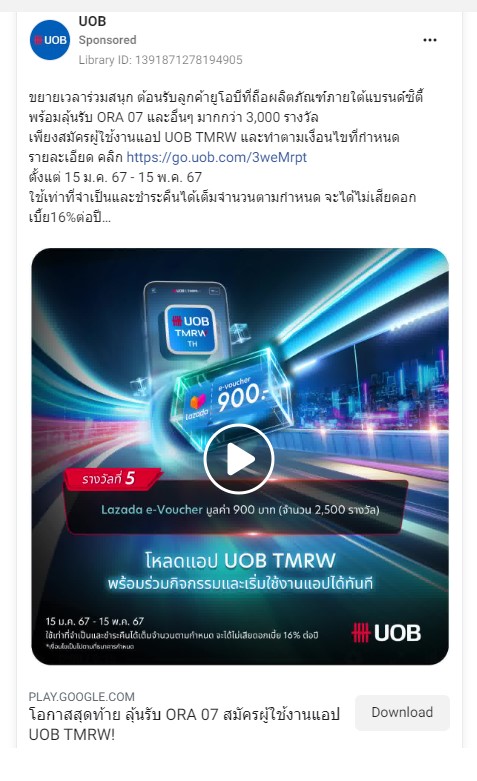 UOB
UOB
Sponsored
Library ID: 1391871278194905
ขยายเวลาร่วมสนุก ต้อนรับลูกค้ายูโอบีที่ถือผลิตภัณฑ์ภายใต้แบรนด์ซิตี้
พร้อมลุ้นรับ ORA 07 และอื่นๆ มากกว่า 3,000 รางวัล
เพียงสมัครผู้ใช้งานแอป UOB TMRW และทำตามเงื่อนไขที่กำหนด
รายละเอียด คลิก https://go.uob.com/3weMrpt
ตั้งแต่ 15 ม.ค. 67 - 15 พ.ค. 67
ใช้เท่าที่จำเป็นและชำระคืนได้เต็มจำนวนตามกำหนด จะได้ไม่เสียดอก
เบี้ย16%ต่อปี...
UOB
TMRW
TH
e-voucher
Lazada 900.-
รางวัลที่ 5
Lazada e-Voucher มูลค่า 900 บาท (จำนวน 2,500 รางวัล)
โหลดแอป UOB TMRW
พร้อมร่วมกิจกรรมและเริ่มใช้งานแอปได้ทันที
15 ม.ค. 67 - 15 พ.ค. 67
ใช้เท่าที่จำเป็นและชำระคืนได้เต็มจำนวนตามกำหนด จะได้ไม่เสียดอกเบี้ย 16% ต่อปี
*เงื่อนไขเป็นไปตามที่ธนาคารกำหนด
UOB
PLAY.GOOGLE.COM
โอกาสสุดท้าย ลุ้นรับ ORA 07 สมัครผู้ใช้งานแอป
UOB TMRW!
Download